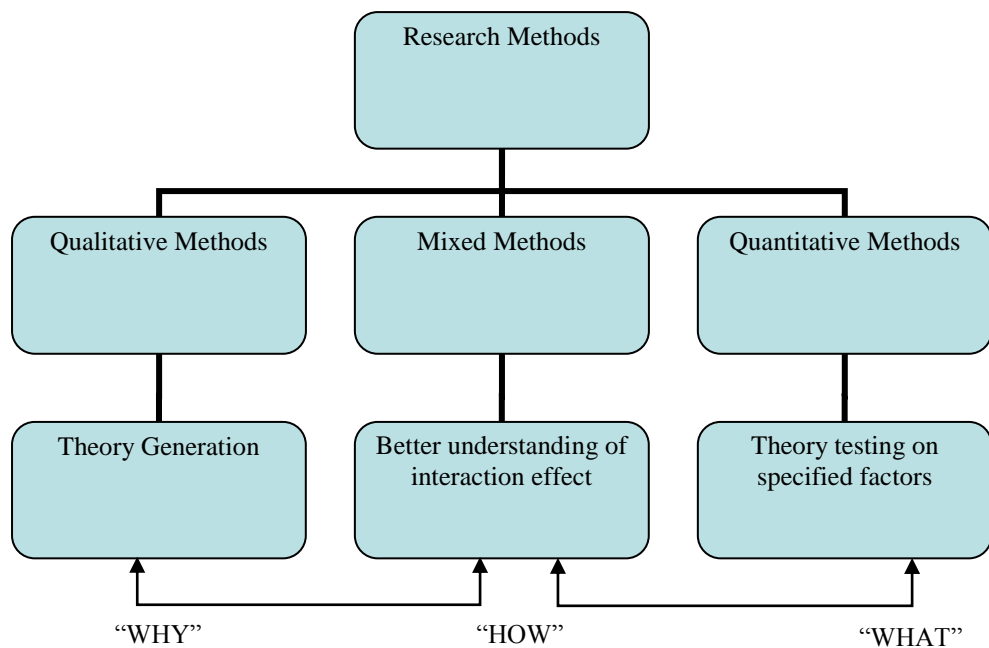 Research Methods
Qualitative Methods
Mixed Methods
Quantitative Methods
Theory Generation
Better understanding of
interaction effect
Theory testing on
specified factors
“WHY”
“HOW”
“WHAT”